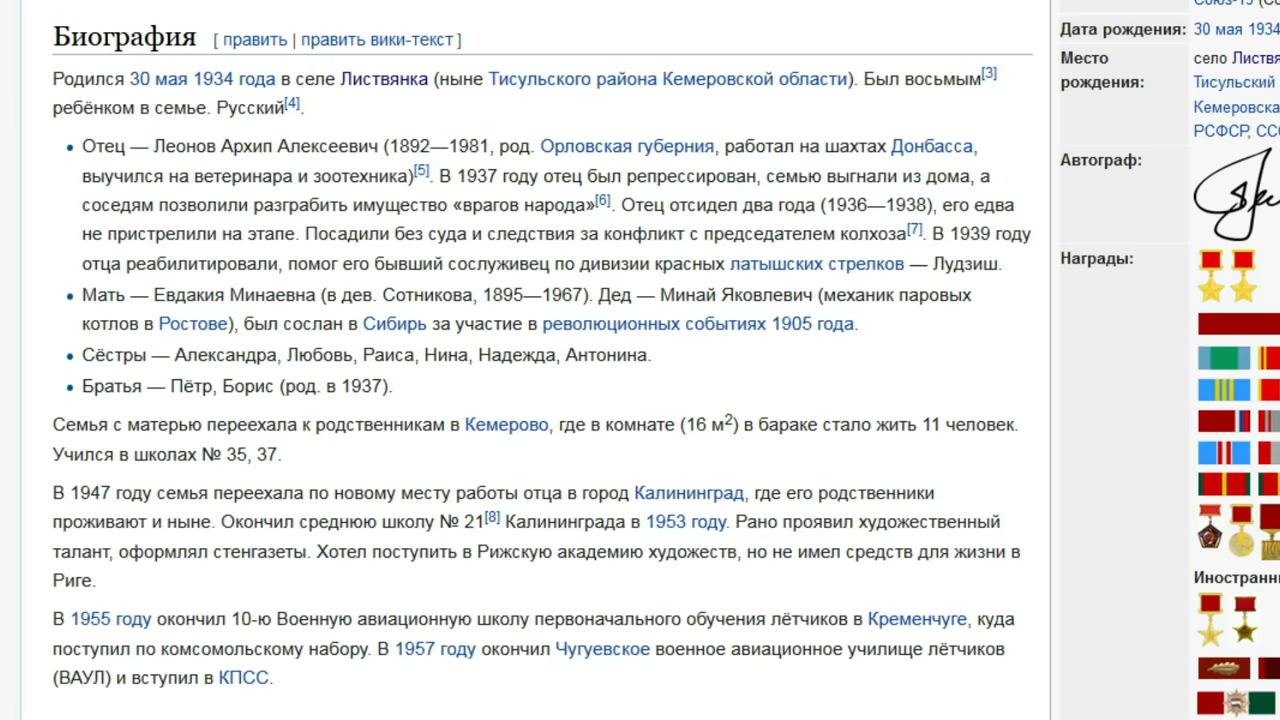 Биография [ править | править вики-текст ]
Родился 30 мая 1934 года в селе Листвянка (ныне Тисульского района Кемеровской области). Был восьмым[3]
ребёнком в семье. Русский[4].
Отец — Леонов Архип Алексеевич (1892—1981, род. Орловская губерния, работал на шахтах Донбасса,
выучился на ветеринара и зоотехника)[5]. В 1937 году отец был репрессирован, семью выгнали из дома, а
соседям позволили разграбить имущество «врагов народа»[6]. Отец отсидел два года (1936—1938), его едва
не пристрелили на этапе. Посадили без суда и следствия за конфликт с председателем колхоза[7]. В 1939 году
отца реабилитировали, помог его бывший сослуживец по дивизии красных латышских стрелков — Лудзиш.
Мать — Евдакия Минаевна (в дев. Сотникова, 1895—1967). Дед — Минай Яковлевич (механик паровых
котлов в Ростове), был сослан в Сибирь за участие в революционных событиях 1905 года.
Сёстры — Александра, Любовь, Раиса, Нина, Надежда, Антонина.
Братья — Пётр, Борис (род. в 1937).
Семья с матерью переехала к родственникам в Кемерово, где в комнате (16 м2) в бараке стало жить 11 человек.
Учился в школах № 35, 37.
В 1947 году семья переехала по новому месту работы отца в город Калининград, где его родственники
проживают и ныне. Окончил среднюю школу № 21[8] Калининграда в 1953 году. Рано проявил художественный
талант, оформлял стенгазеты. Хотел поступить в Рижскую академию художеств, но не имел средств для жизни в
Риге.
В 1955 году окончил 10-ю Военную авиационную школу первоначального обучения лётчиков в Кременчуге, куда
поступил по комсомольскому набору. В 1957 году окончил Чугуевское военное авиационное училище лётчиков
(ВАУЛ) и вступил в КПСС.
Дата рождения: 30 мая 1934
Место рождения: село
Тисульский
РСФСР,
Автограф:
Награды: